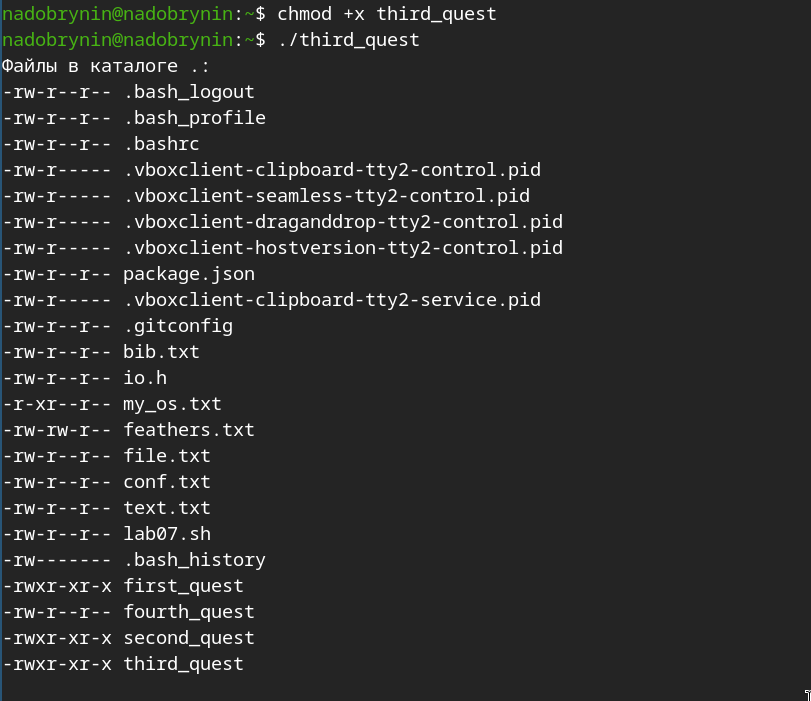 nadobrynin@nadobrynin:~$ chmod +x third_quest
nadobrynin@nadobrynin:~$ ./third_quest
Файлы в каталоге .:
-rw-r--r-- .bash_logout
-rw-r--r-- .bash_profile
-rw-r--r-- .bashrc
-rw-r----- .vboxclient-clipboard-tty2-control.pid
-rw-r----- .vboxclient-seamless-tty2-control.pid
-rw-r----- .vboxclient-draganddrop-tty2-control.pid
-rw-r----- .vboxclient-hostversion-tty2-control.pid
-rw-r--r-- package.json
-rw-r----- .vboxclient-clipboard-tty2-service.pid
-rw-r--r-- .gitconfig
-rw-r--r-- bib.txt
-rw-r--r-- io.h
-r-xr--r-- my_os.txt
-rw-rw-r-- feathers.txt
-rw-r--r-- file.txt
-rw-r--r-- conf.txt
-rw-r--r-- text.txt
-rw-r--r-- lab07.sh
-rw------- .bash_history
-rwxr-xr-x first_quest
-rw-r--r-- fourth_quest
-rwxr-xr-x second_quest
-rwxr-xr-x third_quest